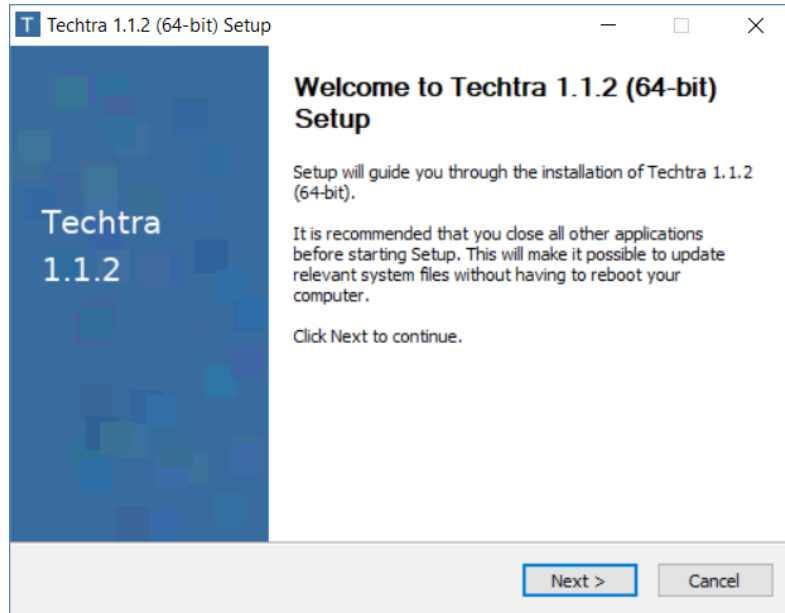 T Techtra 1.1.2 (64-bit) Setup
Welcome to Techtra 1.1.2 (64-bit)
Setup
Setup will guide you through the installation of Techtra 1.1.2
(64-bit).
It is recommended that you close all other applications
before starting Setup. This will make it possible to update
relevant system files without having to reboot your
computer.
Click Next to continue.
Techtra
1.1.2
Next >
Cancel